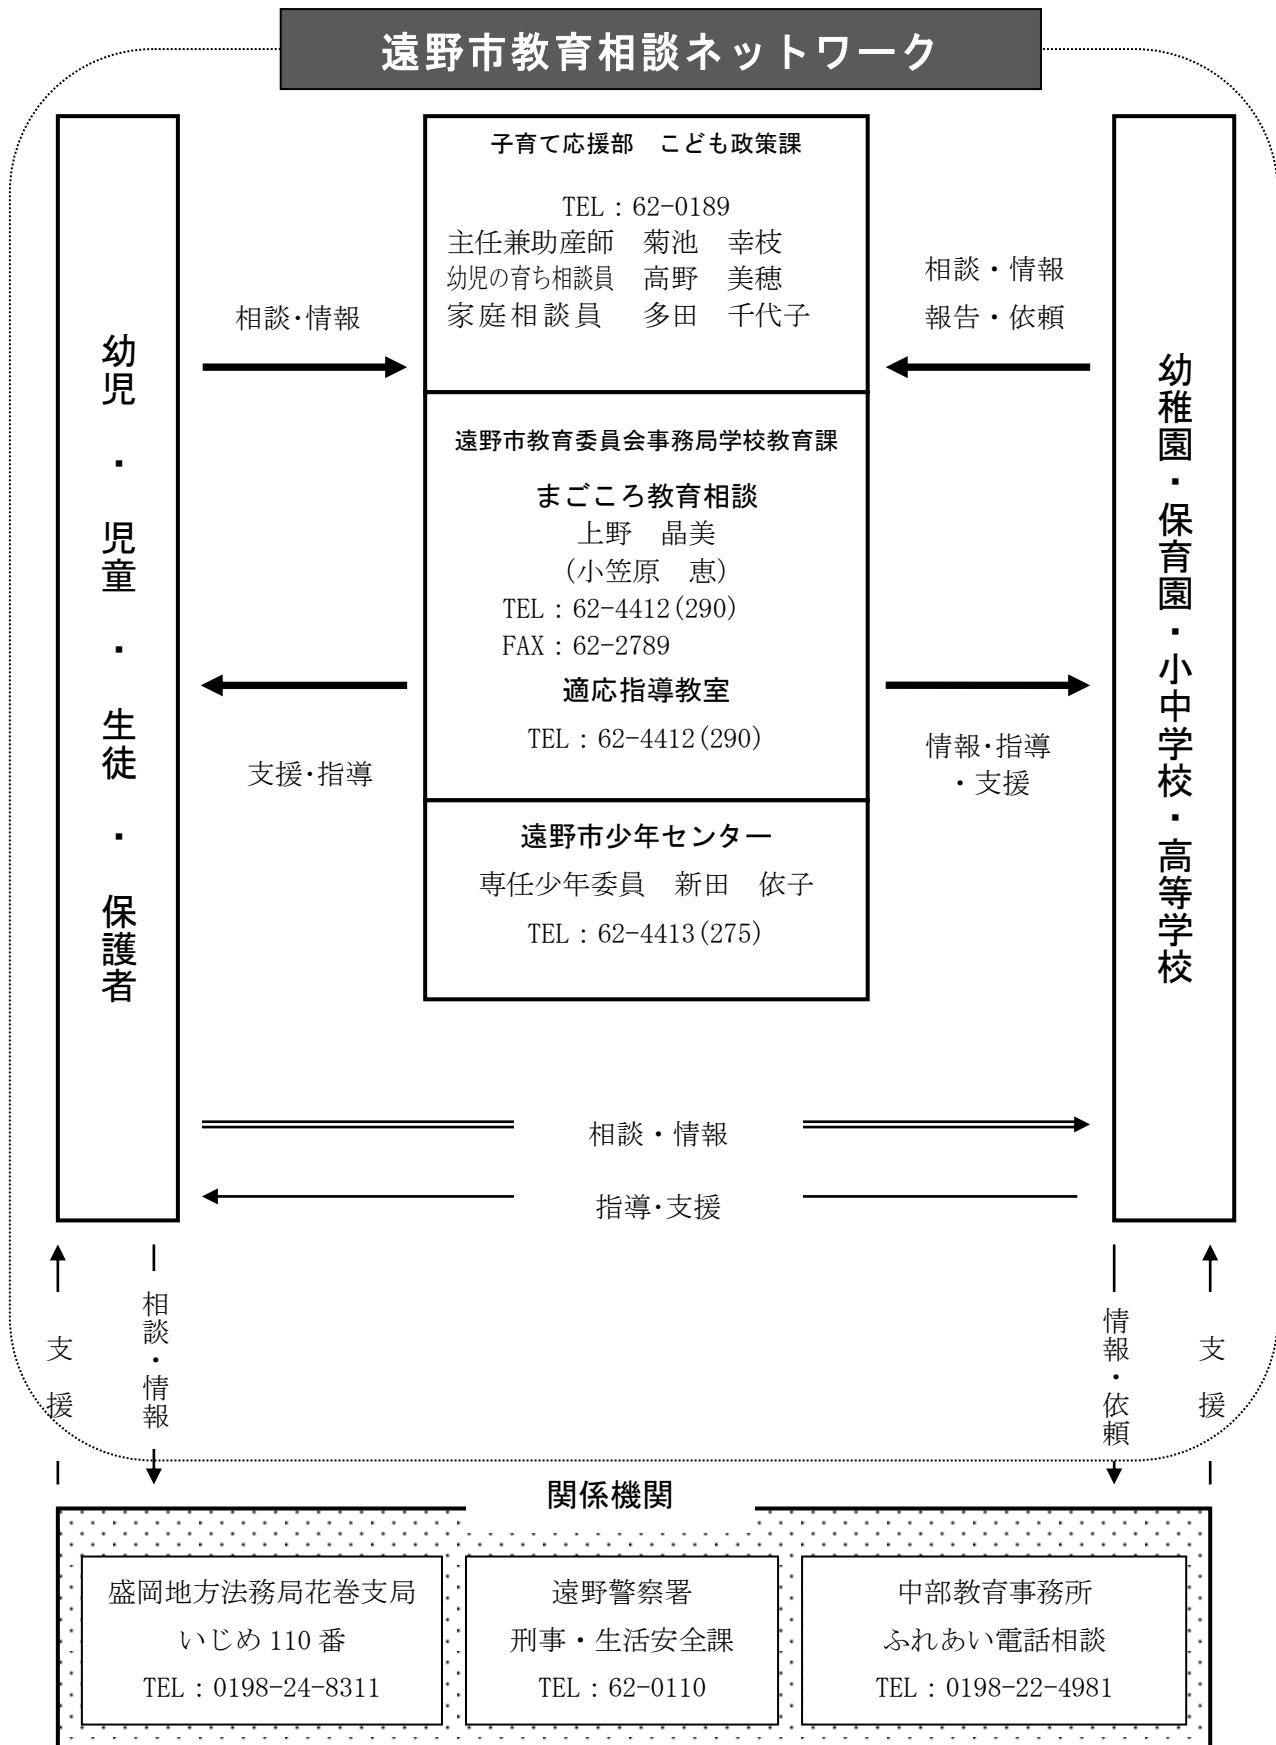 遠野市教育相談ネットワーク
幼児・児童・生徒・保護者
相談・情報
支援・指導
子育て応援部　こども政策課
TEL：62-0189
主任兼助産師　菊池　幸枝
幼児の育ち相談員　高野　美穂
家庭相談員　多田　千代子
遠野市教育委員会事務局学校教育課
まごころ教育相談
上野　晶美
(小笠原　恵)
TEL：62-4412(290)
FAX：62-2789
適応指導教室
TEL：62-4412(290)
遠野市少年センター
専任少年委員　新田　依子
TEL：62-4413(275)
相談・情報
報告・依頼
情報・指導
・支援
幼稚園・保育園・小中学校・高等学校
相談・情報
指導・支援
支援
相談・情報
情報・依頼
支援
関係機関
盛岡地方法務局花巻支局
いじめ 110 番
TEL：0198-24-8311
遠野警察署
刑事・生活安全課
TEL：62-0110
中部教育事務所
ふれあい電話相談
TEL：0198-22-4981